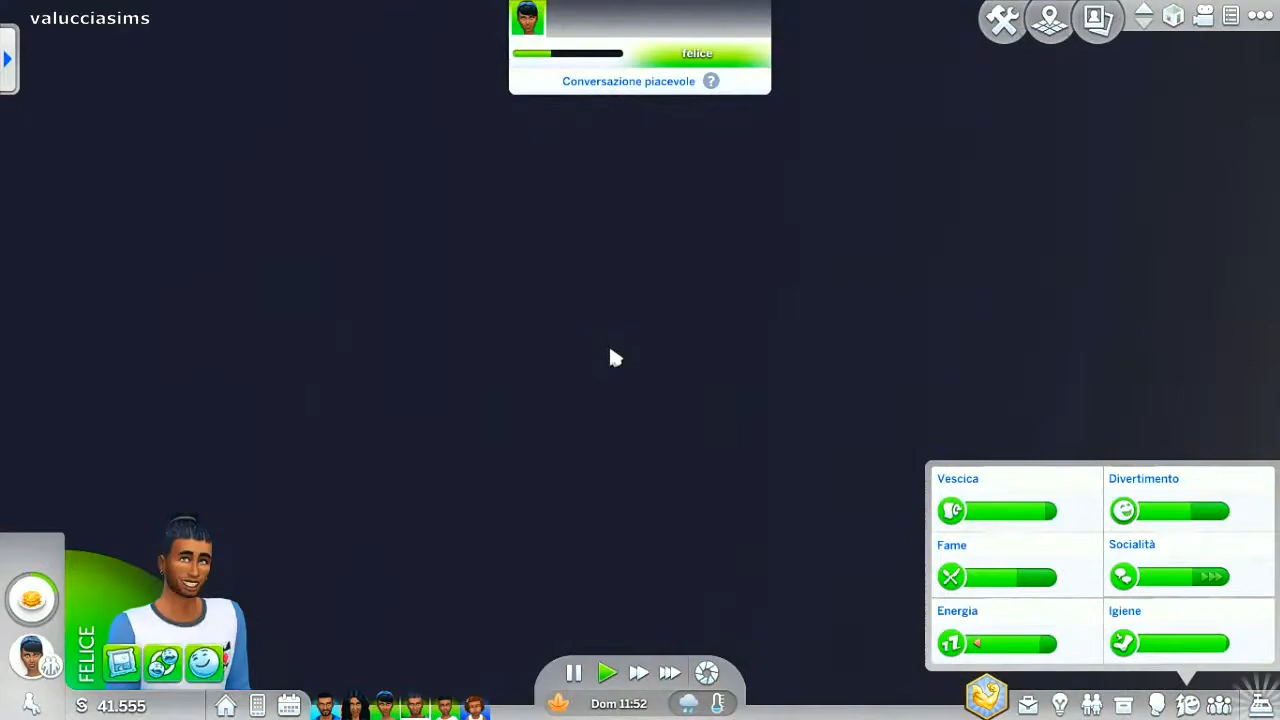 valucciasims
felice
Conversazione piacevole ?
Vescica
Divertimento
Fame
Socialità
Energia
Igiene
FELICE
§ 41.555
Dom 11:52